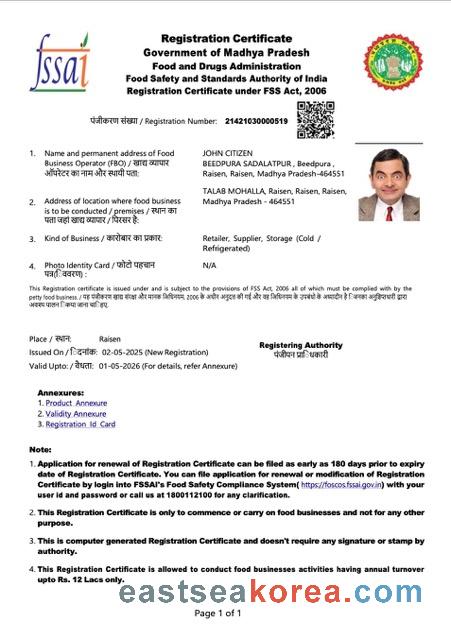 fssai
Registration Certificate
Government of Madhya Pradesh
Food and Drugs Administration
Food Safety and Standards Authority of India
Registration Certificate under FSS Act, 2006
पंजीकरण संख्या / Registration Number: 21421030000519
1. Name and permanent address of Food
Business Operator (FBO) / खाद्य व्यापार
ऑपरेटर का नाम और स्थायी पता:
JOHN CITIZEN
BEEDPURA SADALATPUR , Beedpura ,
Raisen, Raisen, Madhya Pradesh-464551
2. Address of location where food business
is to be conducted / premises / स्थान का
पता जहां खाद्य व्यापार / परिसर है:
TALAB MOHALLA, Raisen, Raisen, Raisen,
Madhya Pradesh - 464551
3. Kind of Business / कारोबार का प्रकार:
Retailer, Supplier, Storage (Cold /
Refrigerated)
4. Photo Identity Card / फोटो पहचान
पत्र(विवरण) :
N/A
This Registration certificate is issued under and is subject to the provisions of FSS Act, 2006 all of which must be complied with by the
petty food business. / यह पंजीकरण खाद्य संरक्षा और मानक अधिनियम, 2006 के अधीन अनुदत्त की गई और वह अधिनियम के उपबंधों के अध्यधीन है
Place / स्थान: Raisen
Issued On / दिनांक: 02-05-2025 (New Registration)
Valid Upto: / वैधता: 01-05-2026 (For details, refer Annexure)
Registering Authority
पंजीयन प्राधिकारी
Annexures:
1. Product Annexure
2. Validity Annexure
3. Registration Id Card
Note:
1. Application for renewal of Registration Certificate can be filed as early as 180 days prior to expiry
date of Registration Certificate. You can file application for renewal or modification of Registration
Certificate by login into FSSAI's Food Safety Compliance System( https://foscos.fssai.gov.in) with your
user id and password or call us at 1800112100 for any clarification.
2. This Registration Certificate is only to commence or carry on food businesses and not for any other
purpose.
3. This is computer generated Registration Certificate and doesn't require any signature or stamp by
authority.
4. This Registration Certificate is allowed to conduct food businesses activities having annual turnover
upto Rs. 12 Lacs only.
eastseakorea.com
Page 1 of 1